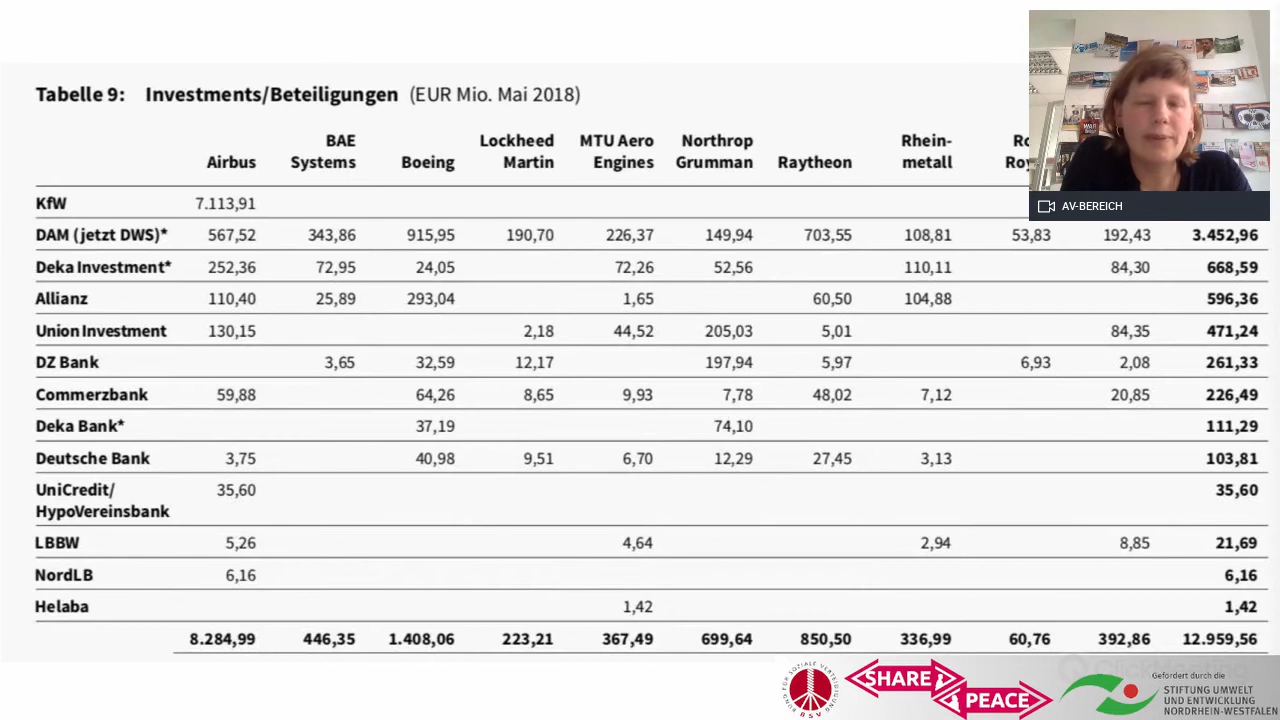 Tabelle 9: Investments/Beteiligungen (EUR Mio. Mai 2018)
Airbus BAE Systems Boeing Lockheed Martin MTU Aero Engines Northrop Grumman Raytheon Rhein-metall
KfW 7.113,91
DAM (jetzt DWS)* 567,52 343,86 915,95 190,70 226,37 149,94 703,55 108,81 53,83 192,43 3.452,96
Deka Investment* 252,36 72,95 24,05 72,26 52,56 110,11 84,30 668,59
Allianz 110,40 25,89 293,04 1,65 60,50 104,88 596,36
Union Investment 130,15 2,18 44,52 205,03 5,01 84,35 471,24
DZ Bank 3,65 32,59 12,17 197,94 5,97 6,93 2,08 261,33
Commerzbank 59,88 64,26 8,65 9,93 7,78 48,02 7,12 20,85 226,49
Deka Bank* 37,19 74,10 111,29
Deutsche Bank 3,75 40,98 9,51 6,70 12,29 27,45 3,13 103,81
UniCredit/ 35,60 35,60
HypoVereinsbank
LBBW 5,26 4,64 2,94 8,85 21,69
NordLB 6,16 6,16
Helaba 1,42 1,42
8.284,99 446,35 1.408,06 223,21 367,49 699,64 850,50 336,99 60,76 392,86 12.959,56
AV-BEREICH
ClickMeeting
SHARE
PEACE
Gefördert durch die
STIFTUNG UMWELT
UND ENTWICKLUNG
NORDRHEIN-WESTFALEN